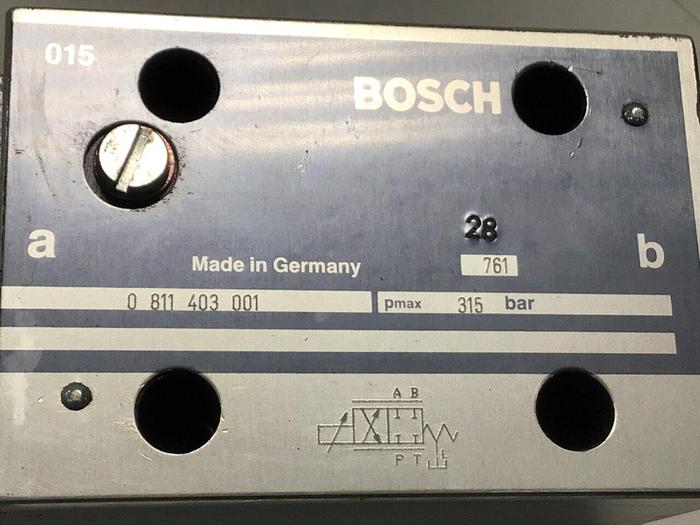 015
BOSCH
a
28
b
Made in Germany
761
0 811 403 001
pmax 315 bar
A B
P T L